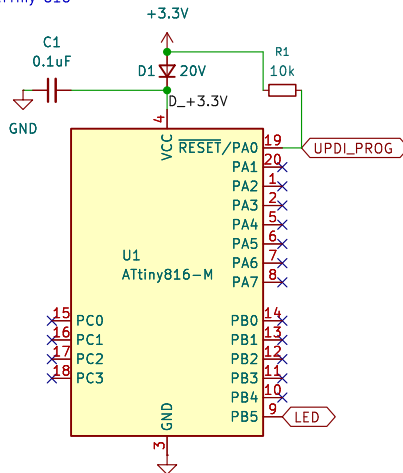 +3.3V
C1
0.1uF
GND
D1
20V
R1
10k
D_+3.3V
4
VCC
RESET/PA0
19
UPDI_PROG
PA1
20
PA2
1
PA3
2
PA4
5
PA5
6
PA6
7
PA7
8
U1
ATtiny816-M
15
PC0
16
PC1
17
PC2
18
PC3
PB0
14
PB1
13
PB2
12
PB3
11
PB4
10
PB5
9
LED
GND
3